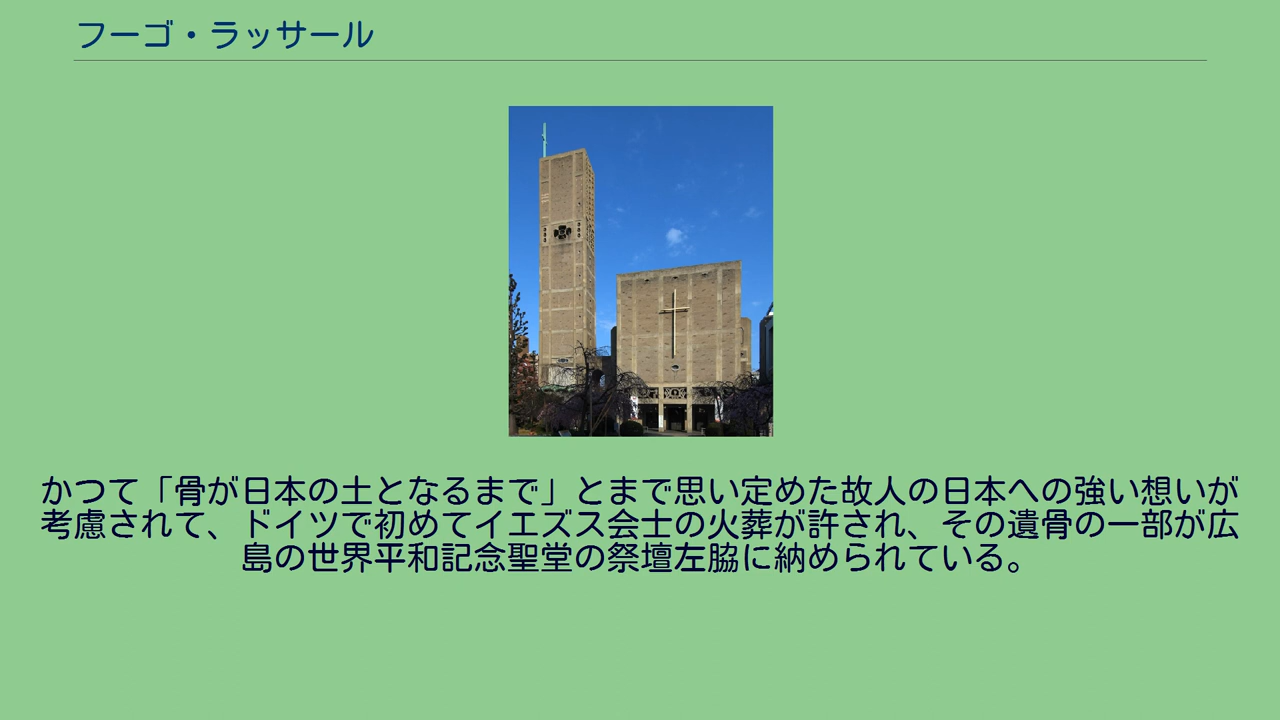 フーゴ・ラッサール
かつて「骨が日本の土となるまで」とまで思い定めた故人の日本への強い想いが
考慮されて、ドイツで初めてイエズス会士の火葬が許され、その遺骨の一部が広
島の世界平和記念聖堂の祭壇左脇に納められている。